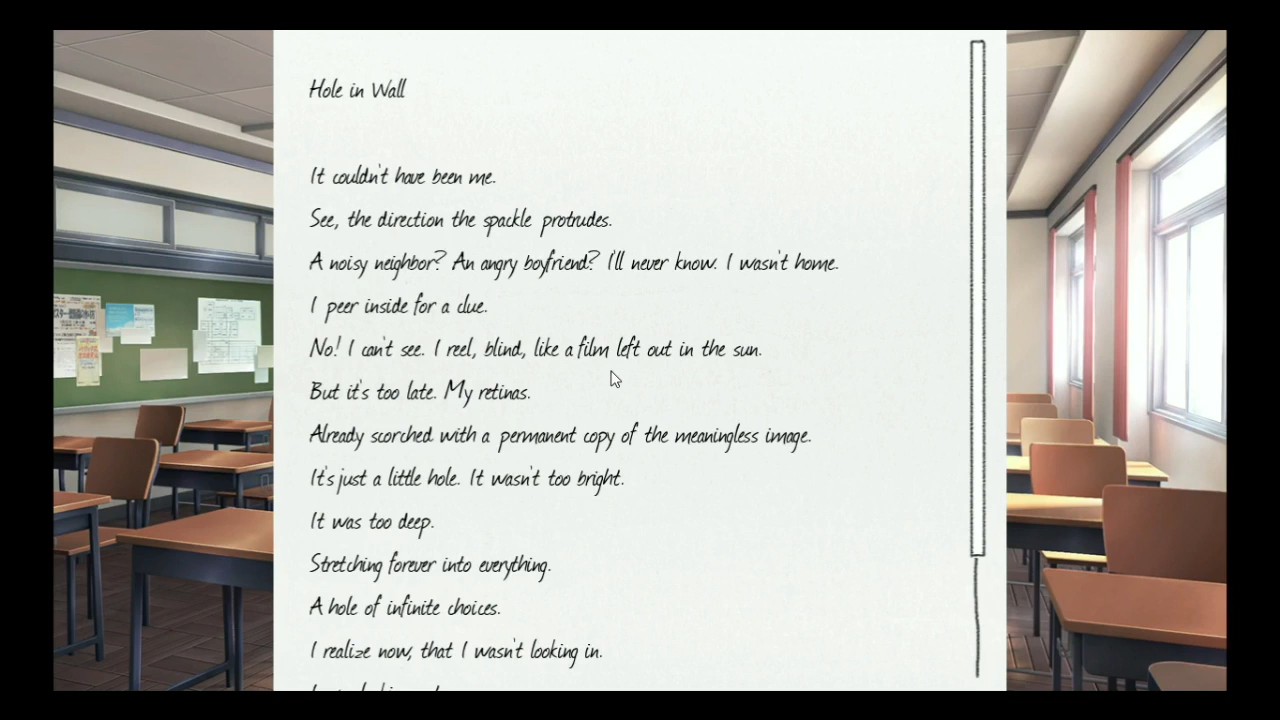 Hole in Wall
It couldn't have been me.
See, the direction the spackle protrudes.
A noisy neighbor? An angry boyfriend? I'll never know. I wasn't home.
I peer inside for a clue.
No! I can't see. I reel, blind, like a film left out in the sun.
But it's too late. My retinas.
Already scorched with a permanent copy of the meaningless image.
It's just a little hole. It wasn't too bright.
It was too deep.
Stretching forever into everything.
A hole of infinite choices.
I realize now, that I wasn't looking in.